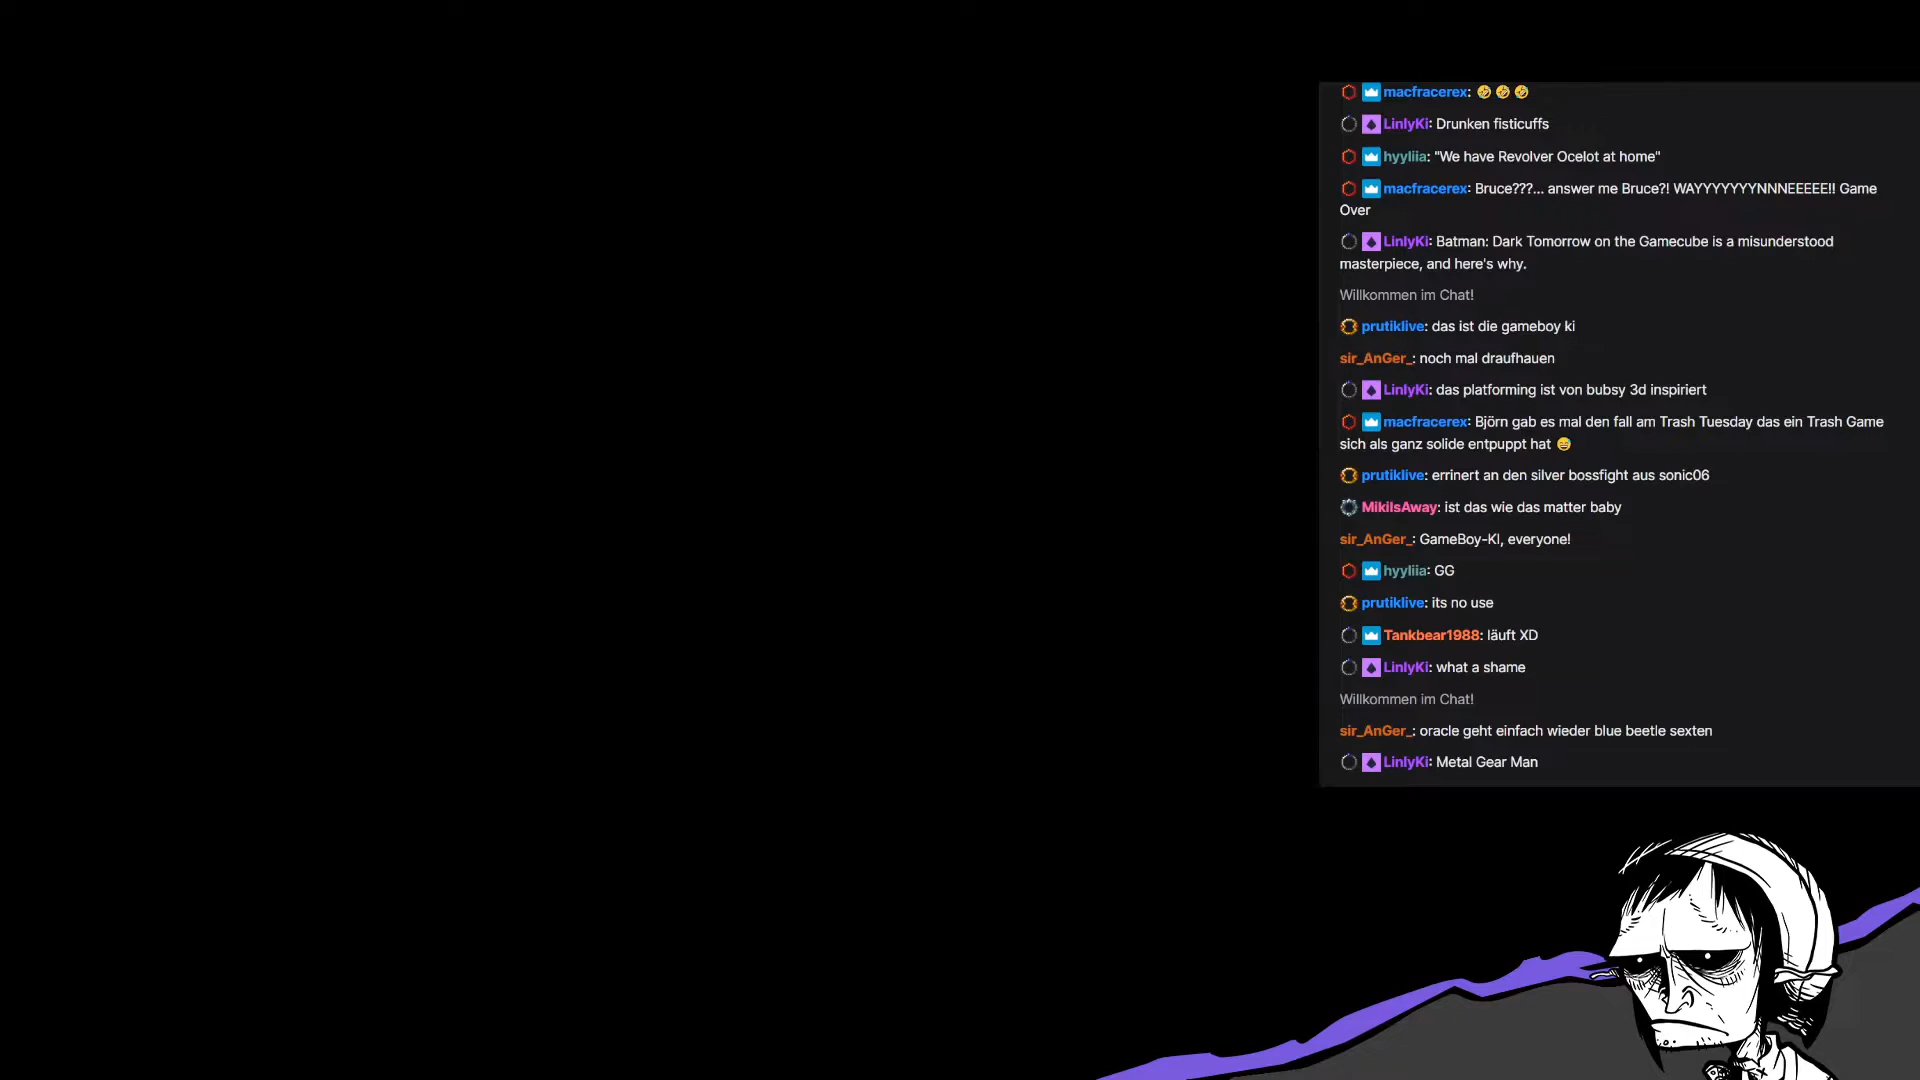 macfracerex: 🤣 🤣 🤣
LinlyKi: Drunken fisticuffs
hyyliia: "We have Revolver Ocelot at home"
macfracerex: Bruce???... answer me Bruce?! WAYYYYYYYNNNEEEEE!! Game
Over
LinlyKi: Batman: Dark Tomorrow on the Gamecube is a misunderstood
masterpiece, and here's why.
Willkommen im Chat!
prutiklive: das ist die gameboy ki
sir_AnGer_: noch mal draufhauen
LinlyKi: das platforming ist von bubsy 3d inspiriert
macfracerex: Björn gab es mal den fall am Trash Tuesday das ein Trash Game
sich als ganz solide entpuppt hat 😅
prutiklive: errinert an den silver bossfight aus sonic06
MikiIsAway: ist das wie das matter baby
sir_AnGer_: GameBoy-KI, everyone!
hyyliia: GG
prutiklive: its no use
Tankbear1988: läuft XD
LinlyKi: what a shame
Willkommen im Chat!
sir_AnGer_: oracle geht einfach wieder blue beetle sexten
LinlyKi: Metal Gear Man